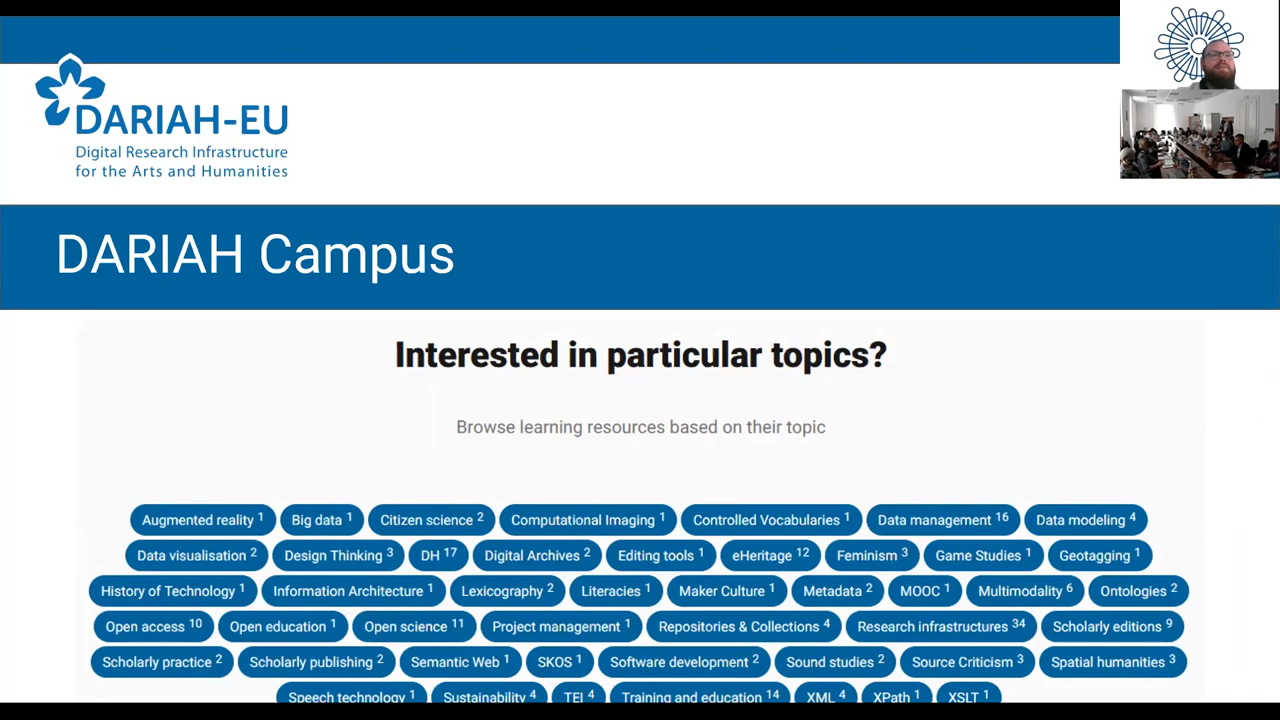 DARIAH-EU
Digital Research Infrastructure
for the Arts and Humanities
DARIAH Campus
Interested in particular topics?
Browse learning resources based on their topic
Augmented reality 1 Big data 1 Citizen science 2 Computational Imaging 1 Controlled Vocabularies 1 Data management 16 Data modeling 4
Data visualisation 2 Design Thinking 3 DH 17 Digital Archives 2 Editing tools 1 eHeritage 12 Feminism 3 Game Studies 1 Geotagging 1
History of Technology 1 Information Architecture 1 Lexicography 2 Literacies 1 Maker Culture 1 Metadata 2 MOOC 1 Multimodality 6 Ontologies 2
Open access 10 Open education 1 Open science 11 Project management 1 Repositories & Collections 4 Research infrastructures 34 Scholarly editions 9
Scholarly practice 2 Scholarly publishing 2 Semantic Web 1 SKOS 1 Software development 2 Sound studies 2 Source Criticism 3 Spatial humanities 3
Speech technology 1 Sustainability 4 TEI 4 Training and education 14 XML 4 XPath 1 XSLT 1